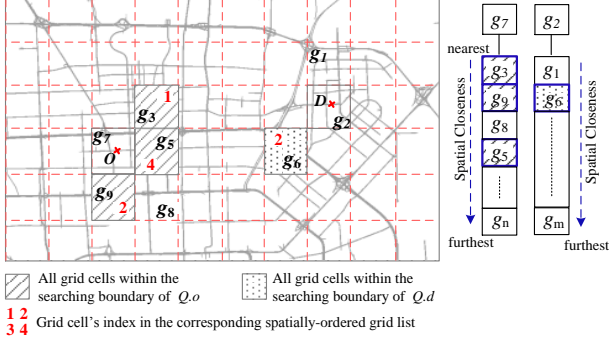 g1
D
g2
1
g3
g7
O
g5
4
2
g6
g9
2
g8
g7
g2
nearest
g3
g1
g9
g6
g8
g5
gn
gm
Spatial Closeness
Spatial Closeness
furthest
furthest
All grid cells within the
searching boundary of Q.o
All grid cells within the
searching boundary of Q.d
1 2
3 4
Grid cell's index in the corresponding spatially-ordered grid list